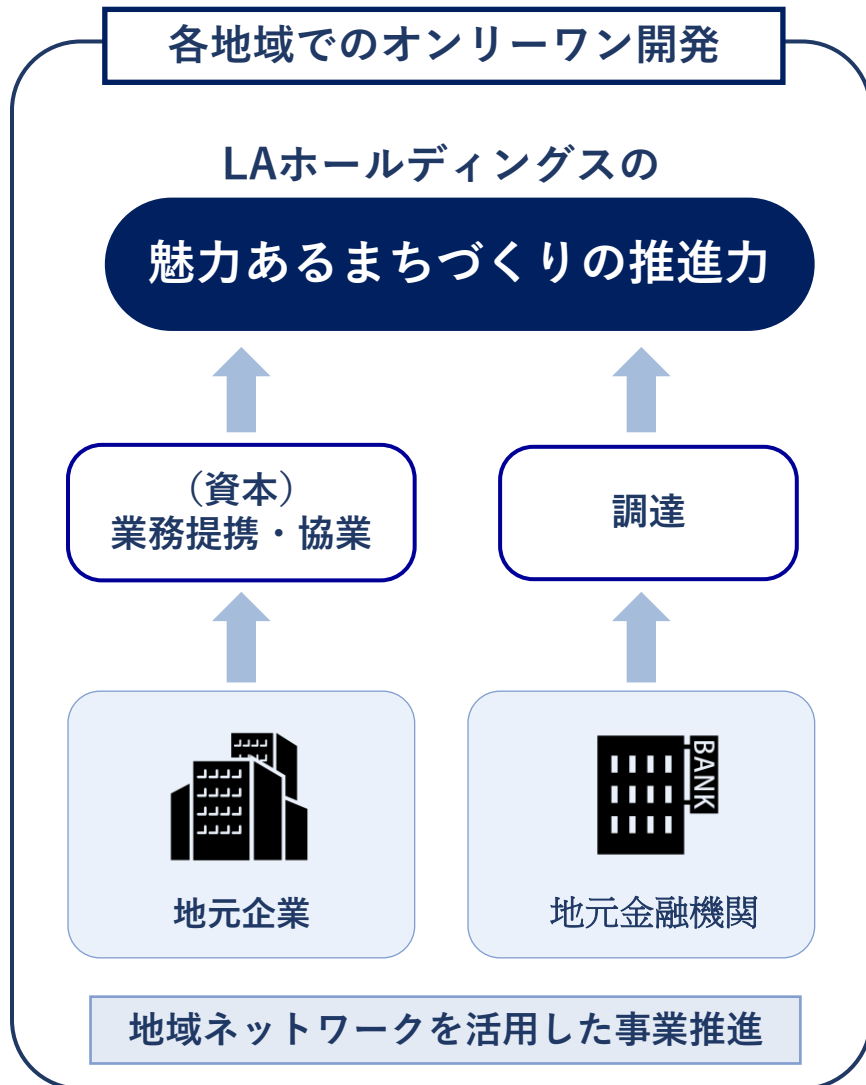 各地域でのオンリーワン開発
LAホールディングスの
魅力あるまちづくりの推進力
（資本）
業務提携・協業
調達
BANK
地元企業
地元金融機関
地域ネットワークを活用した事業推進